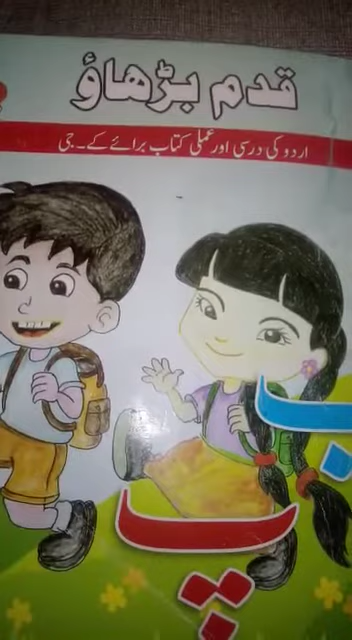 قدم بڑھاؤ
اردو کی درسی اور عملی کتاب برائے کے۔ جی
ب
پ